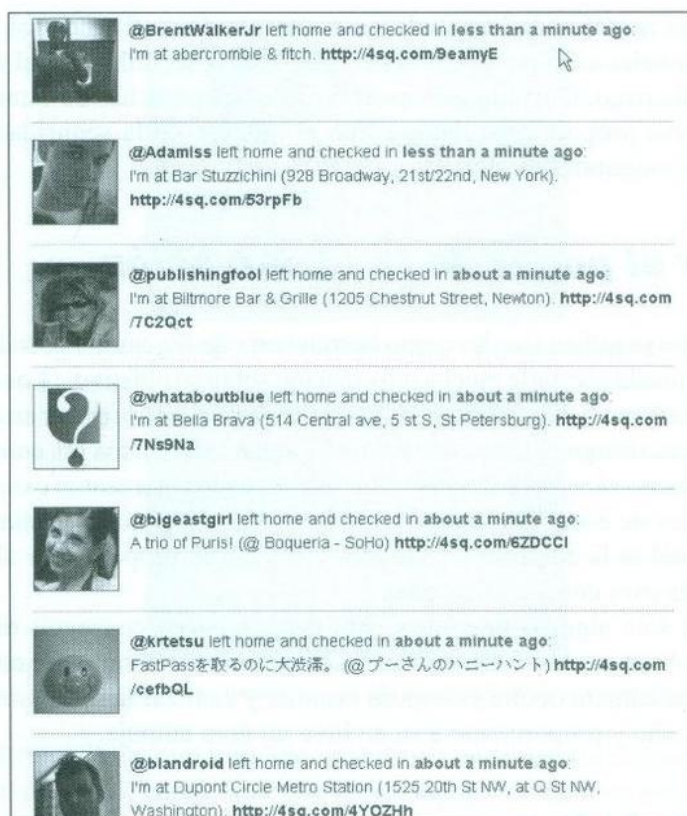 @BrentWalkerJr left home and checked in less than a minute ago:
I'm at abercrombie & fitch. http://4sq.com/9eamyE
@Adamiss left home and checked in less than a minute ago:
I'm at Bar Stuzzichini (928 Broadway, 21st/22nd, New York).
http://4sq.com/53rpFb
@publishingfool left home and checked in about a minute ago:
I'm at Biltmore Bar & Grille (1205 Chestnut Street, Newton). http://4sq.com
/7C2Qct
@whataboutblue left home and checked in about a minute ago:
I'm at Bella Brava (514 Central ave, 5 st S, St Petersburg). http://4sq.com
/7Ns9Na
@bigeastgirl left home and checked in about a minute ago:
A trio of Puris! (@ Boqueria - SoHo) http://4sq.com/6ZDCCI
@krtetsu left home and checked in about a minute ago:
FastPassを取るのに大渋滞。 (@ プーさんのハニーハント) http://4sq.com
/cefbQL
@blandroid left home and checked in about a minute ago:
I'm at Dupont Circle Metro Station (1525 20th St NW, at Q St NW,
Washington). http://4sq.com/4YOZHh